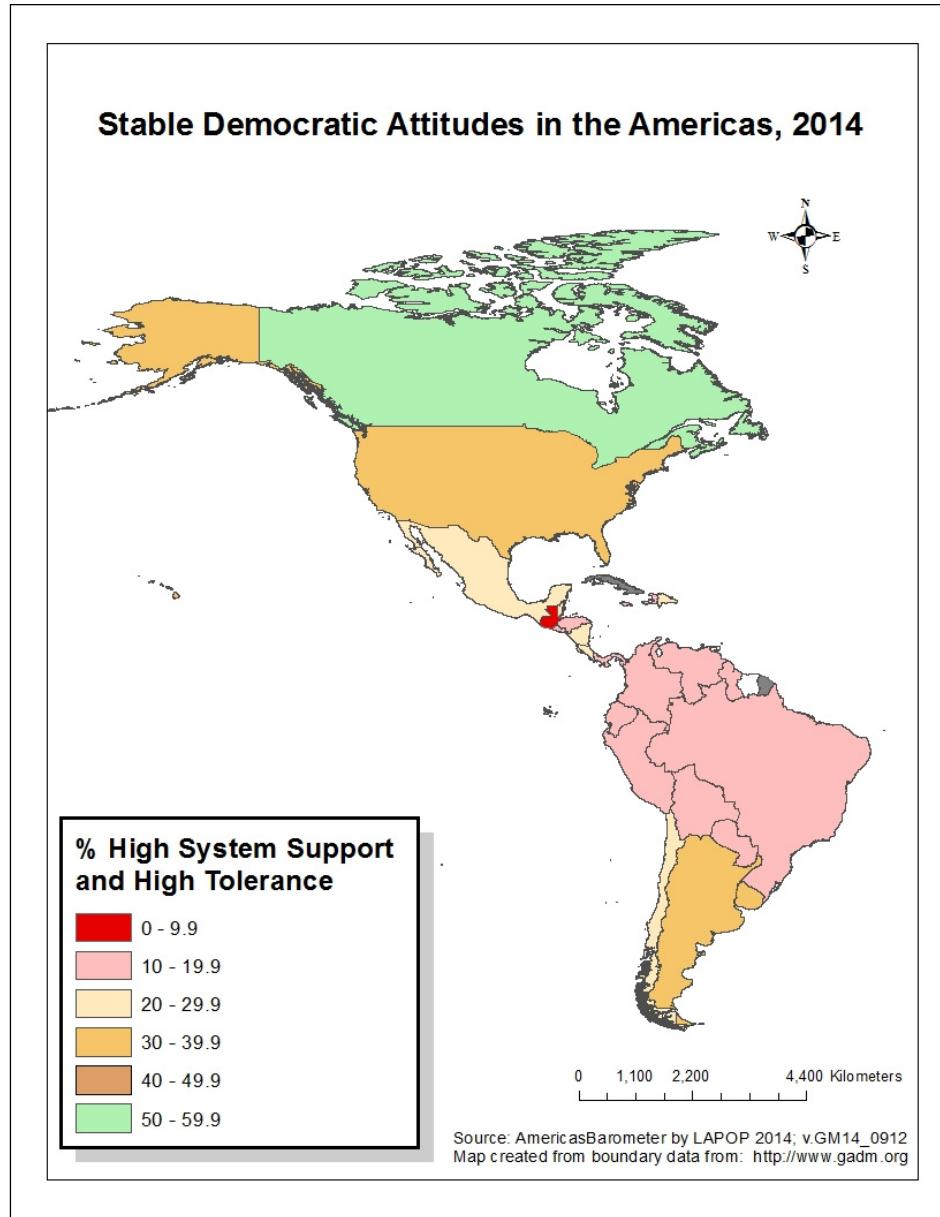 Stable Democratic Attitudes in the Americas, 2014
N
W E
S
% High System Support
and High Tolerance
0 - 9.9
10 - 19.9
20 - 29.9
30 - 39.9
40 - 49.9
50 - 59.9
0 1,100 2,200 4,400 Kilometers
Source: AmericasBarometer by LAPOP 2014; v.GM14_0912
Map created from boundary data from: http://www.gadm.org